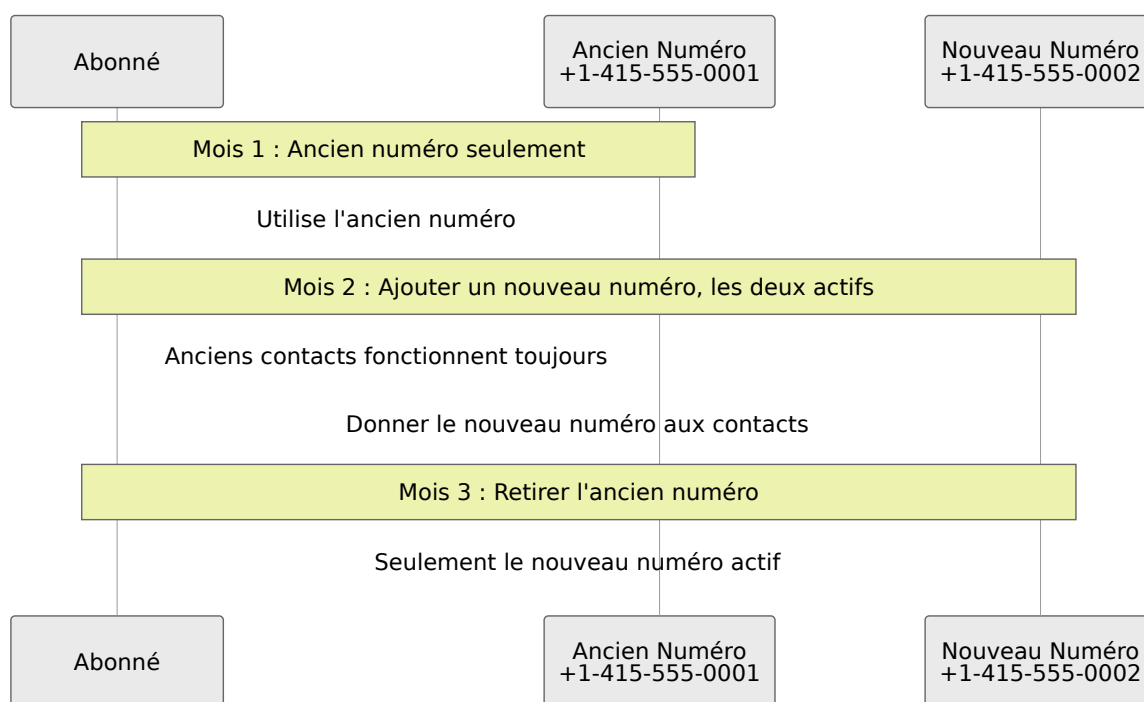 Abonné
Ancien Numéro
+1-415-555-0001
Nouveau Numéro
+1-415-555-0002
Mois 1 : Ancien numéro seulement
Utilise l'ancien numéro
Mois 2 : Ajouter un nouveau numéro, les deux actifs
Anciens contacts fonctionnent toujours
Donner le nouveau numéro aux contacts
Mois 3 : Retirer l'ancien numéro
Seulement le nouveau numéro actif
Abonné
Ancien Numéro
+1-415-555-0001
Nouveau Numéro
+1-415-555-0002